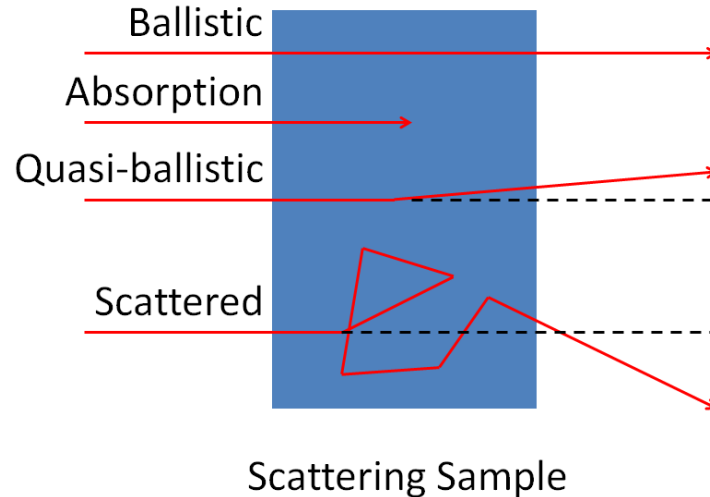 Ballistic
Absorption
Quasi-ballistic
Scattered
Scattering Sample